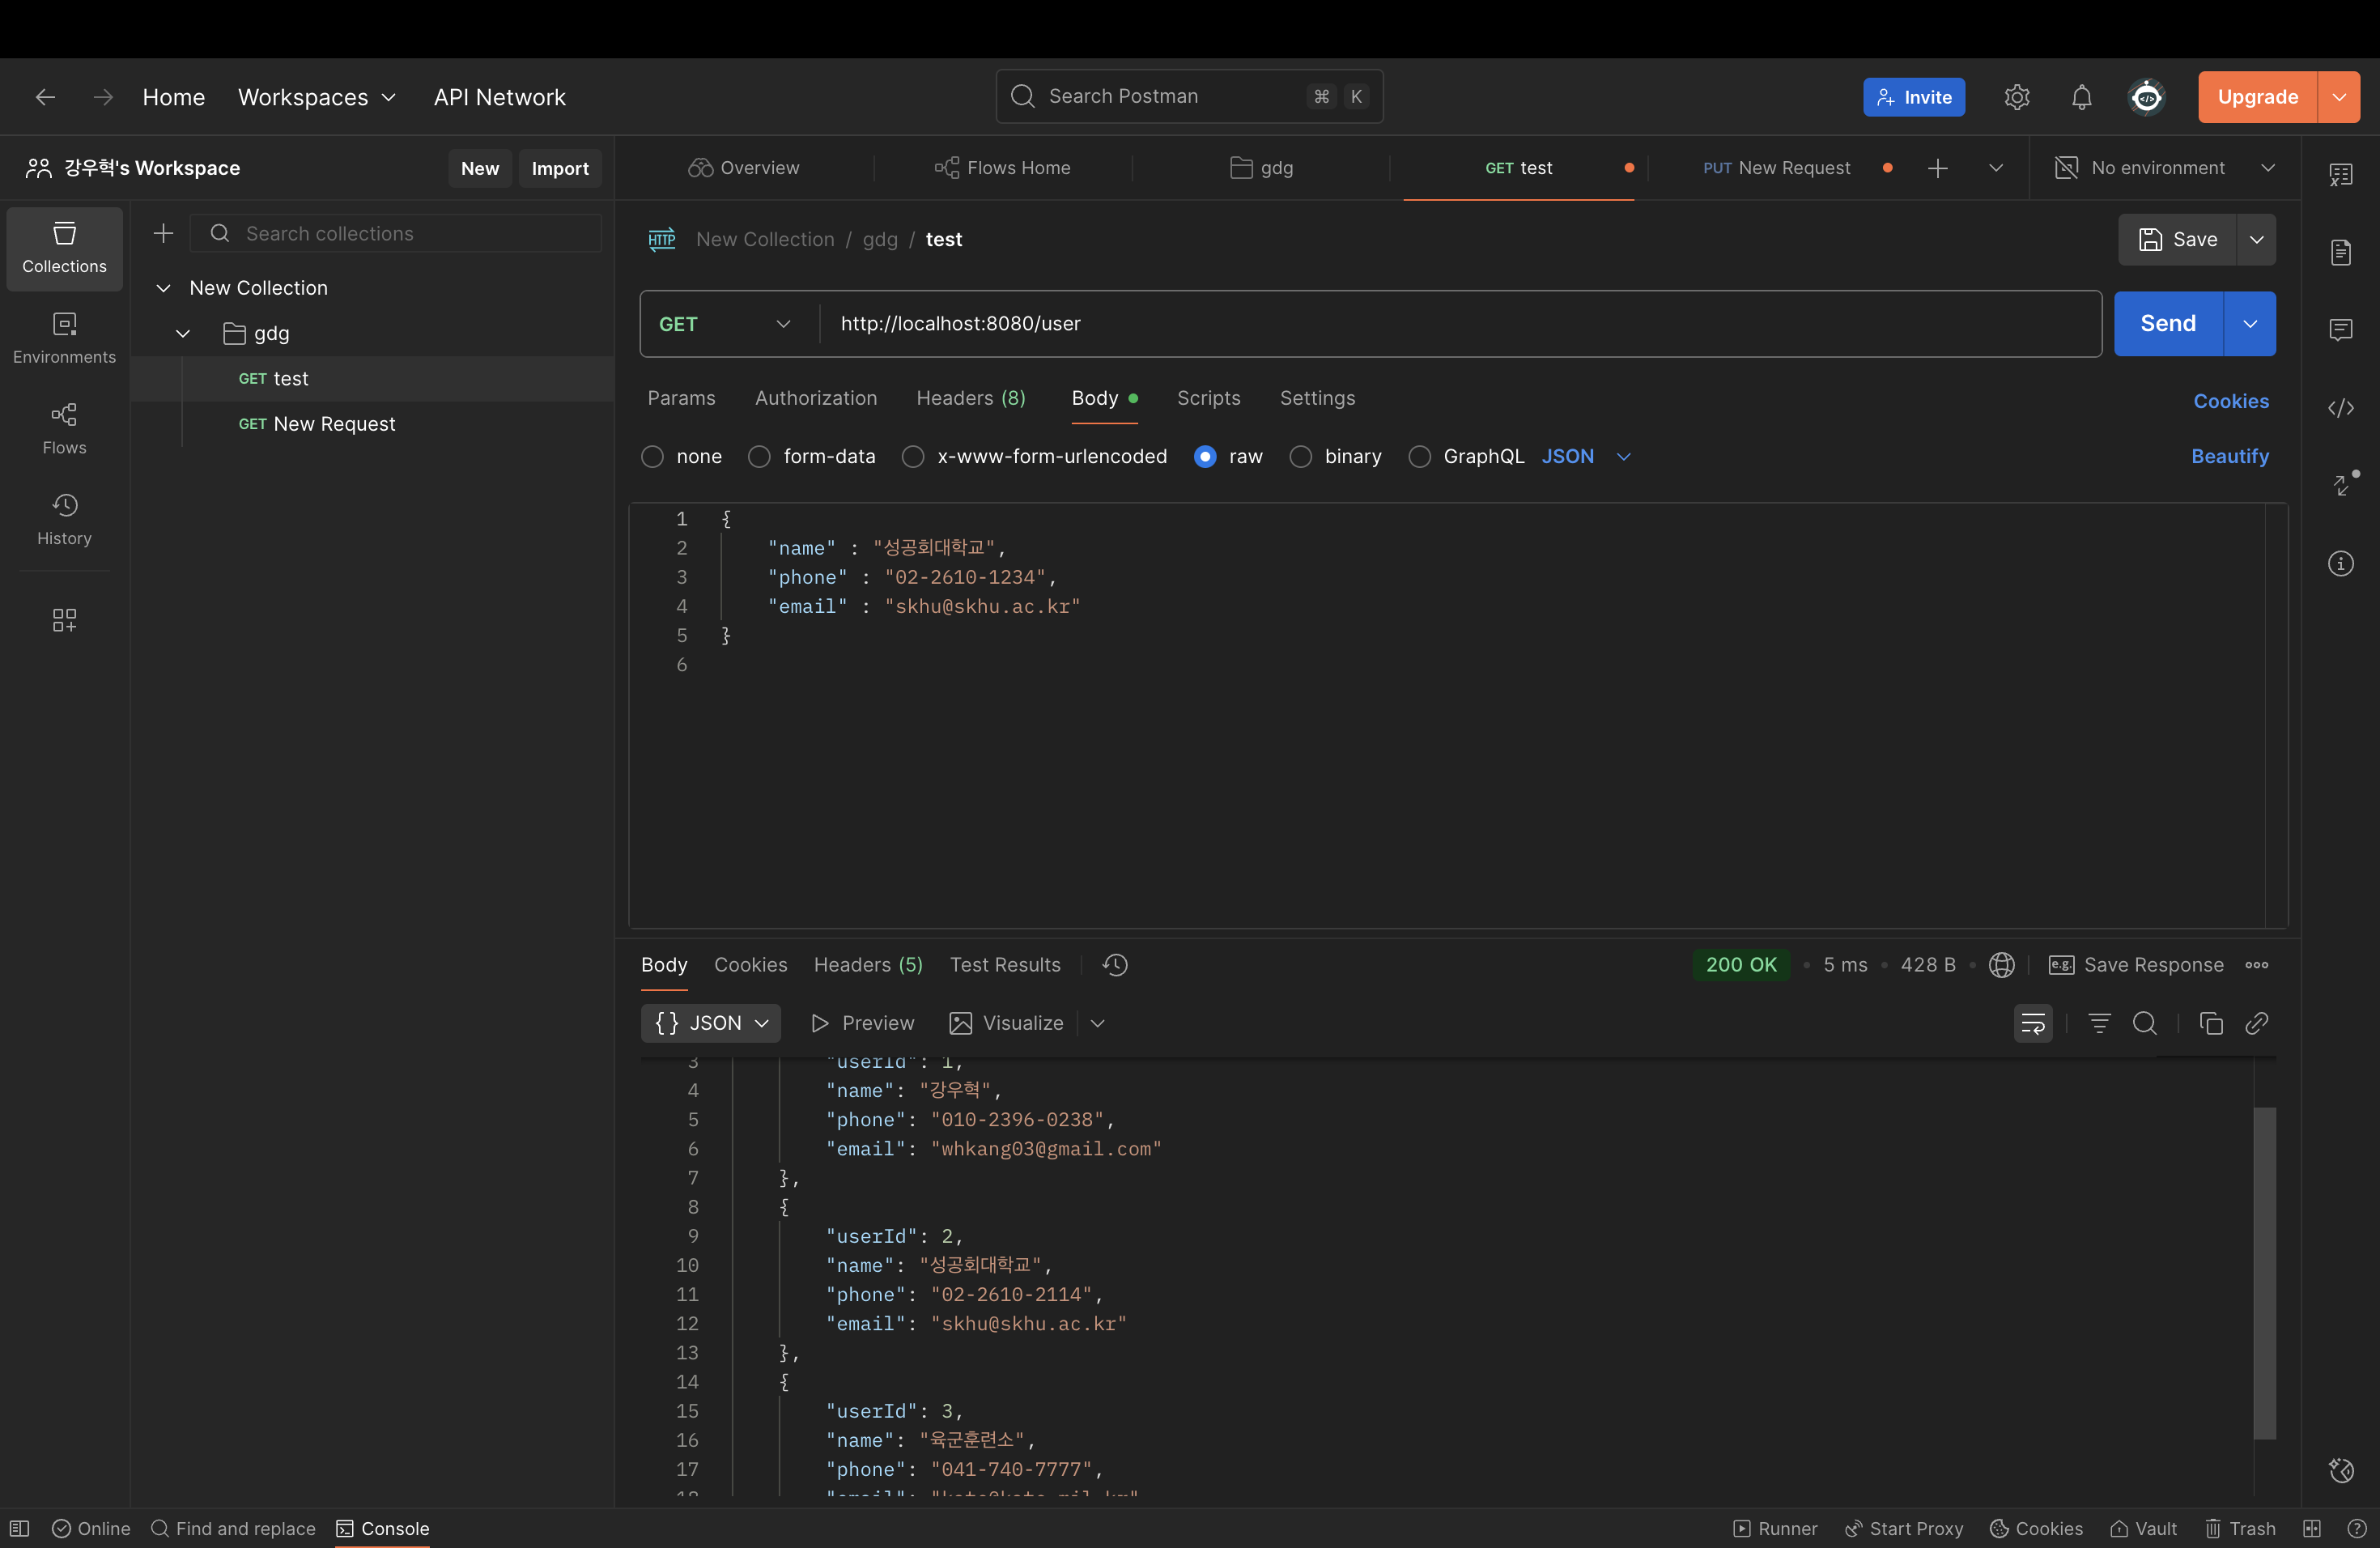 Home Workspaces API Network
Search Postman ⌘ K
Invite
Upgrade
강우혁's Workspace
New Import
Overview
Flows Home
gdg
GET test
PUT New Request
No environment
Collections
Environments
Flows
History
Search collections
New Collection
gdg
GET test
GET New Request
HTTP New Collection / gdg / test
Save
GET http://localhost:8080/user
Send
Params Authorization Headers (8) Body Scripts Settings
Cookies
none form-data x-www-form-urlencoded raw binary GraphQL JSON
Beautify
1 {
2 "name" : "성공회대학교",
3 "phone" : "02-2610-1234",
4 "email" : "skhu@skhu.ac.kr"
5 }
6
Body Cookies Headers (5) Test Results
200 OK • 5 ms • 428 B •
e.g. Save Response
{} JSON Preview Visualize
3 "userId": 1,
4 "name": "강우혁",
5 "phone": "010-2396-0238",
6 "email": "whkang03@gmail.com"
7 },
8 {
9 "userId": 2,
10 "name": "성공회대학교",
11 "phone": "02-2610-2114",
12 "email": "skhu@skhu.ac.kr"
13 },
14 {
15 "userId": 3,
16 "name": "육군훈련소",
17 "phone": "041-740-7777",
18 "email":
Online Find and replace Console
Runner Start Proxy Cookies Vault Trash